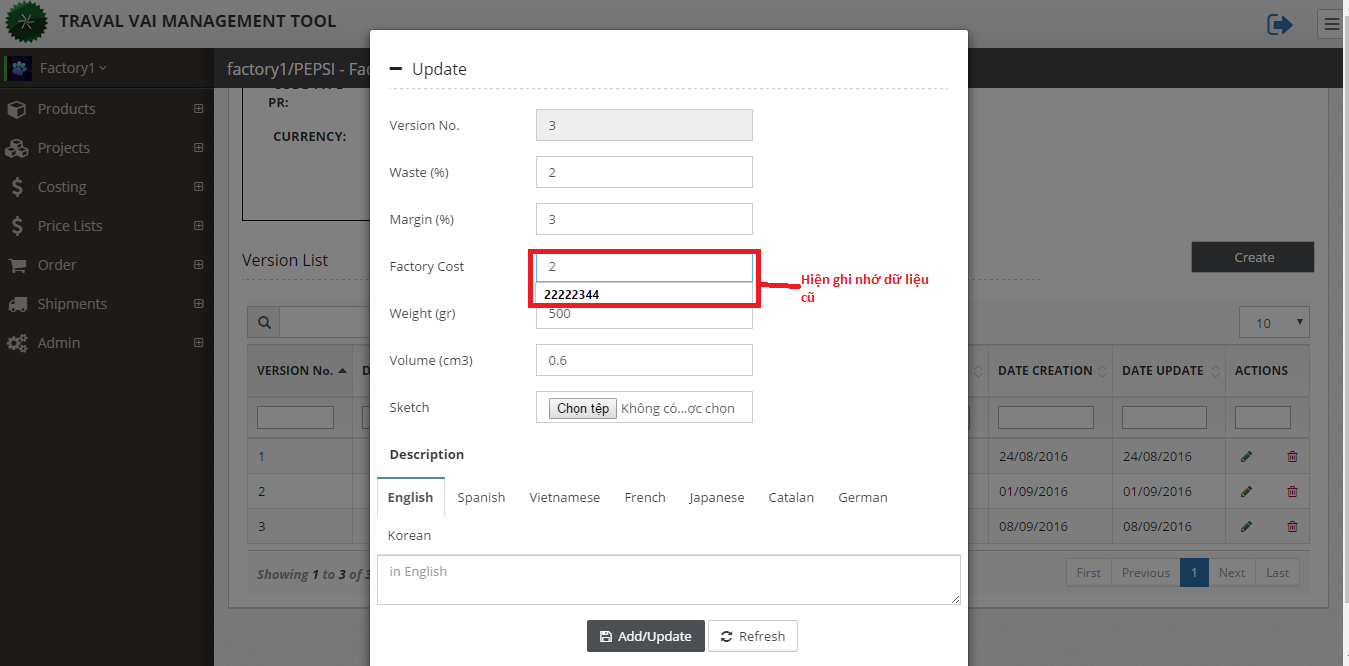 TRAVAL VAI MANAGEMENT TOOL
Factory1
factory1/PEPSI - Fac
Products
Projects
Costing
Price Lists
Order
Shipments
Admin
PR:
CURRENCY:
Version List
Create
10
VERSION No.
D
DATE CREATION
DATE UPDATE
ACTIONS
1
24/08/2016
24/08/2016
2
01/09/2016
01/09/2016
3
08/09/2016
08/09/2016
Showing 1 to 3 of 3
First
Previous
1
Next
Last
Update
Version No.
3
Waste (%)
2
Margin (%)
3
Factory Cost
2
22222344
Hiện ghi nhớ dữ liệu
cũ
Weight (gr)
500
Volume (cm3)
0.6
Sketch
Chọn tệp
Không có...ợc chọn
Description
English
Spanish
Vietnamese
French
Japanese
Catalan
German
Korean
in English
Add/Update
Refresh